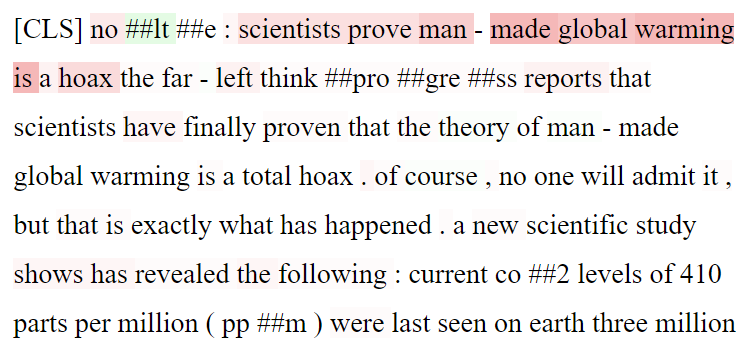 [CLS] no ##lt ##e : scientists prove man - made global warming
is a hoax the far - left think ##pro ##gre ##ss reports that
scientists have finally proven that the theory of man - made
global warming is a total hoax . of course , no one will admit it ,
but that is exactly what has happened . a new scientific study
shows has revealed the following : current co ##2 levels of 410
parts per million ( pp ##m ) were last seen on earth three million